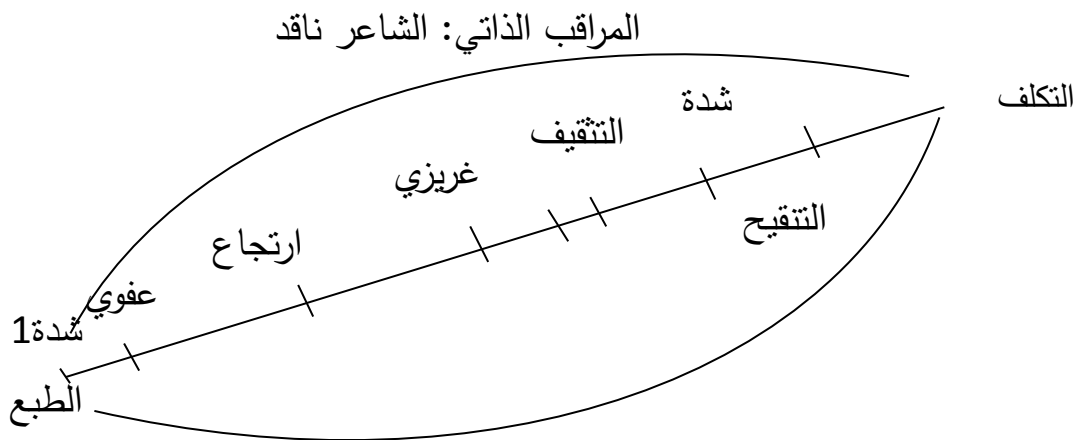 المراقب الذاتي: الشاعر ناقد
التكلف
شدة
التثقيف
غريزي
التنقيح
ارتجاع
عفوي
شدة1
الطبع